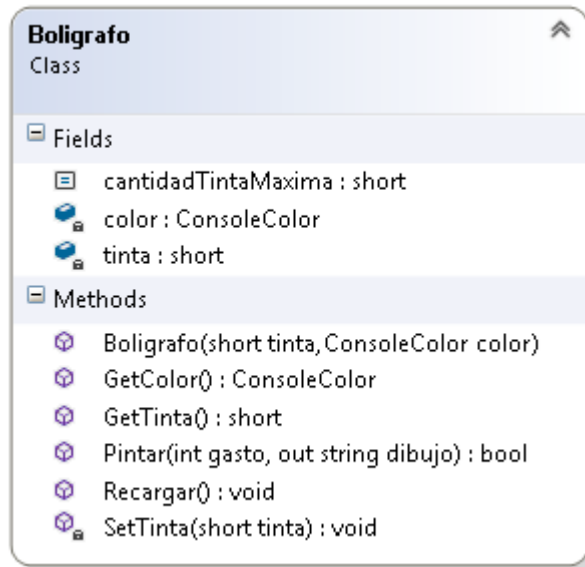 Boligrafo
Class
Fields
cantidadTintaMaxima : short
color : ConsoleColor
tinta : short
Methods
Boligrafo(short tinta,ConsoleColor color)
GetColor() : ConsoleColor
GetTinta() : short
Pintar(int gasto, out string dibujo) : bool
Recargar() : void
SetTinta(short tinta) : void